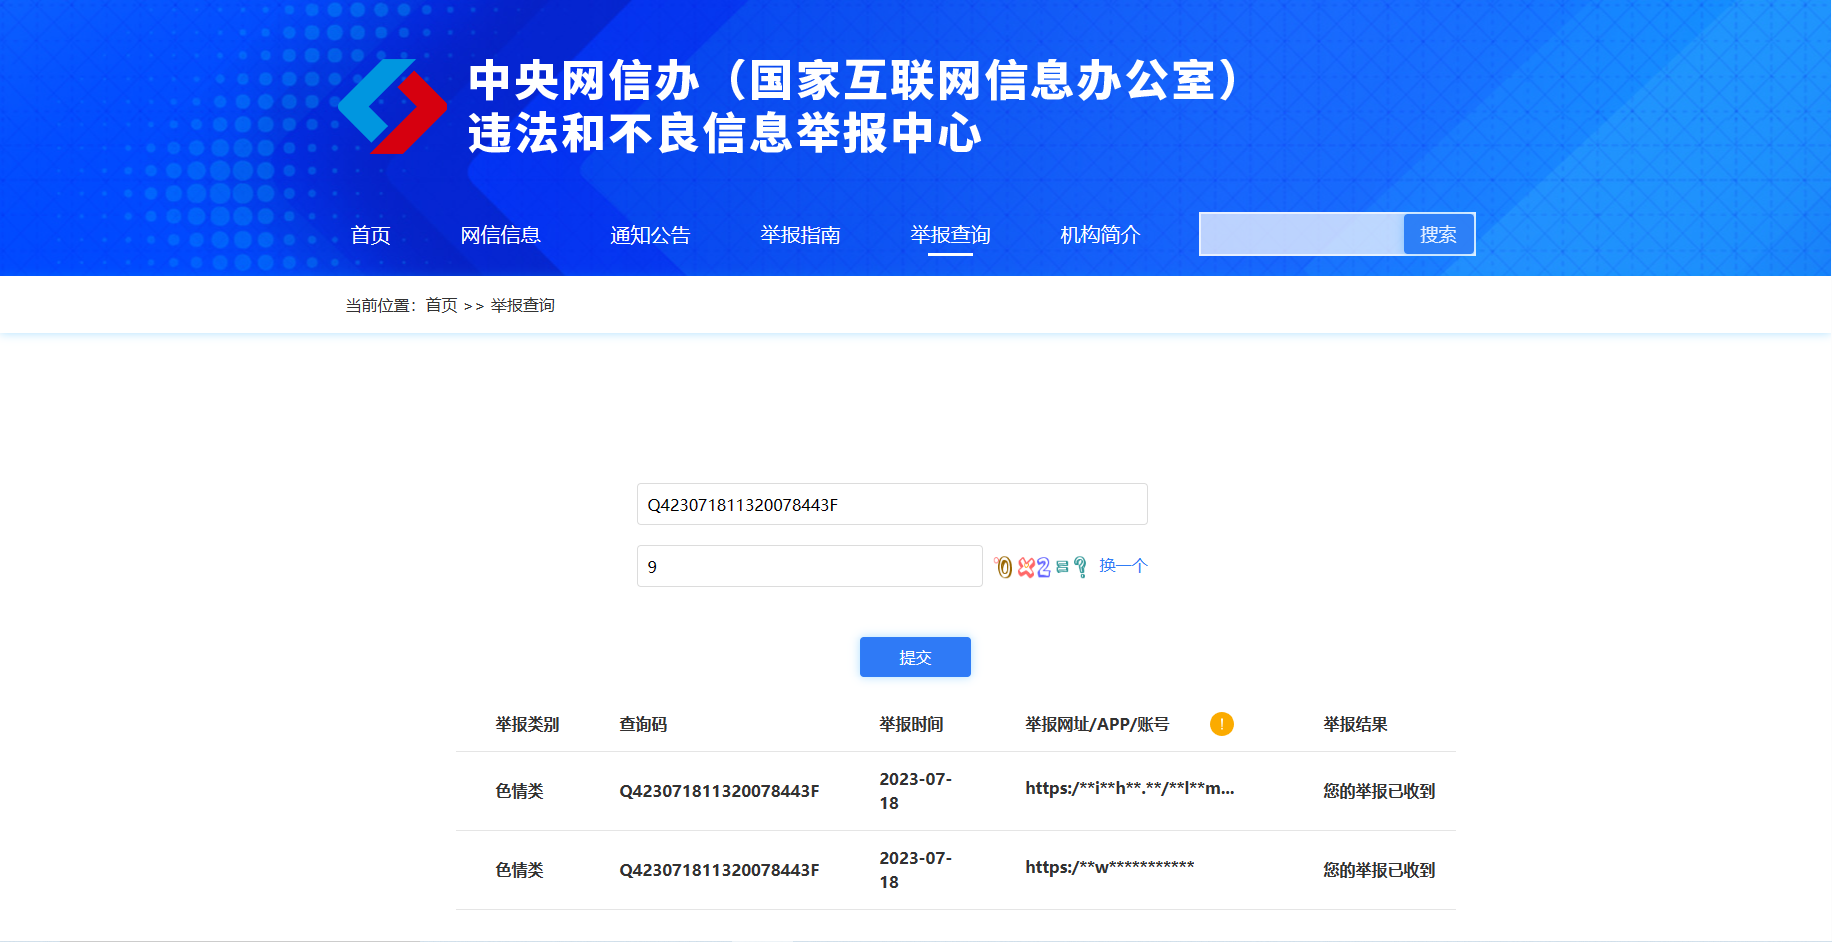 中央网信办（国家互联网信息办公室）
违法和不良信息举报中心
首页 网信信息 通知公告 举报指南 举报查询 机构简介 搜索
当前位置：首页 >> 举报查询
Q423071811320078443F
9 0×2=? 换一个
提交
举报类别 查询码 举报时间 举报网址/APP/账号 ! 举报结果
色情类 Q423071811320078443F 2023-07-18 https:/**i**h**.**/**l**m... 您的举报已收到
色情类 Q423071811320078443F 2023-07-18 https:/**w*********** 您的举报已收到